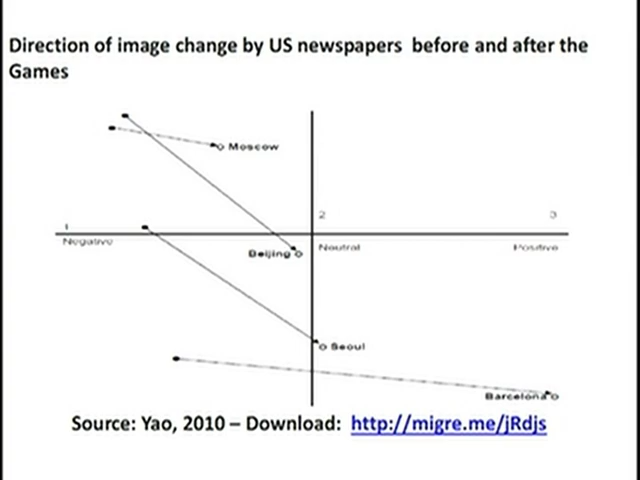 Direction of image change by US newspapers before and after the
Games
Moscow
2
3
1
Negative
Neutral
Positive
Beijing
Seoul
Barcelona
Source: Yao, 2010 – Download: http://migre.me/jRdjs